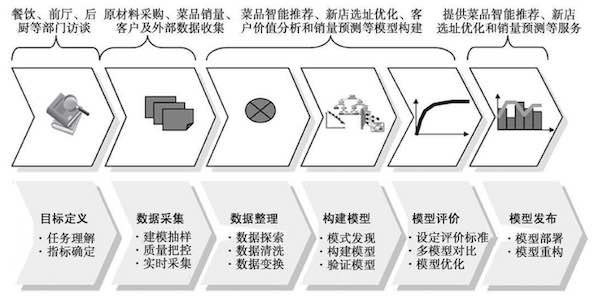 餐饮、前厅、后
厨等部门访谈
原材料采购、菜品销量、
客户及外部数据收集
菜品智能推荐、新店选址优化、客
户价值分析和销量预测等模型构建
提供菜品智能推荐、新店
选址优化和销量预测等服务
目标定义
· 任务理解
· 指标确定
数据采集
· 建模抽样
· 质量把控
· 实时采集
数据整理
· 数据探索
· 数据清洗
· 数据变换
构建模型
· 模式发现
· 构建模型
· 验证模型
模型评价
· 设定评价标准
· 多模型对比
· 模型优化
模型发布
· 模型部署
· 模型重构